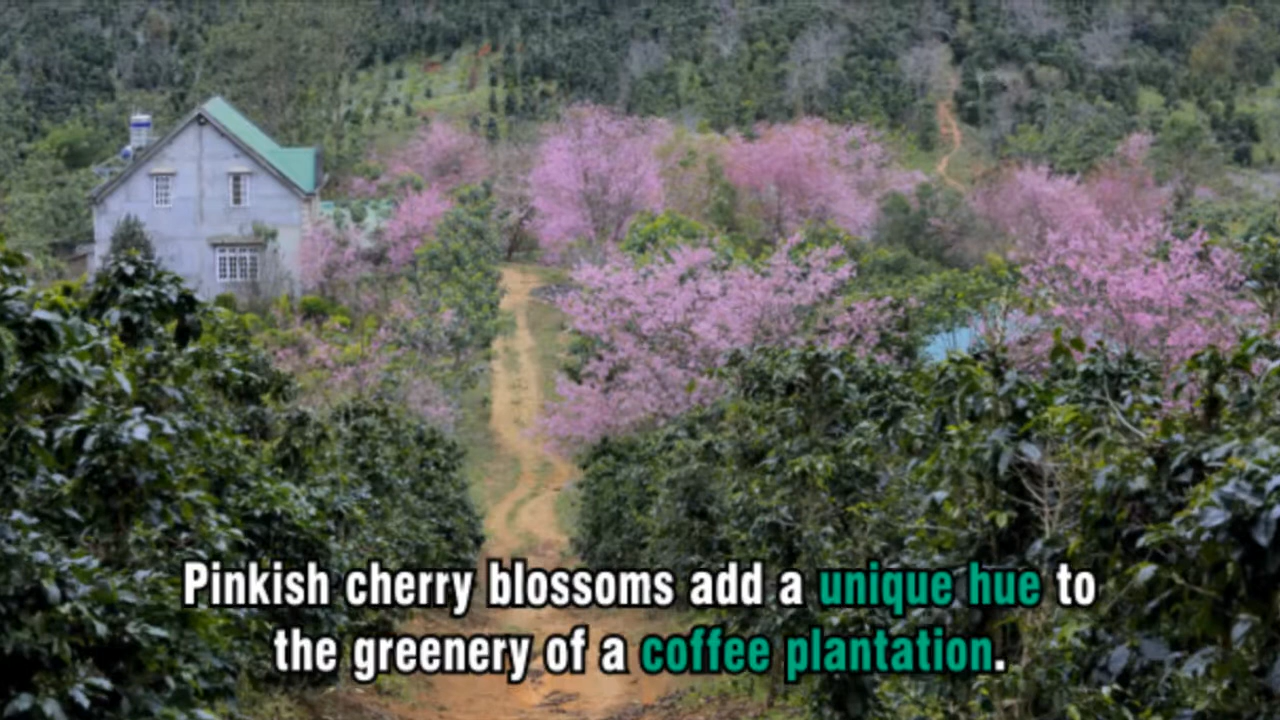 Pinkish cherry blossoms add a unique hue to
the greenery of a coffee plantation.